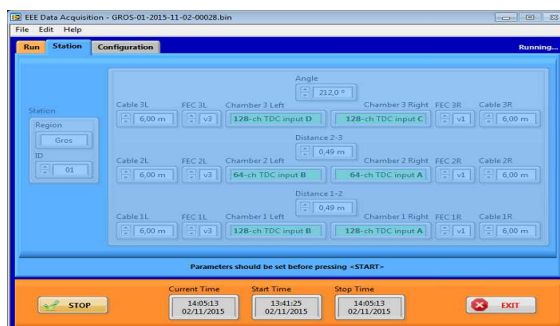 EEE Data Acquisition - GROS-01-2015-11-02-00028.bin
File Edit Help
Run Station Configuration Running...
Angle
212,0 °
Cable 3L FEC 3L Chamber 3 Left Chamber 3 Right FEC 3R Cable 3R
6,00 m v3 128-ch TDC input D 128-ch TDC input C v1 6,00 m
Station
Region
Gros
ID
01
Distance 2-3
0,49 m
Cable 2L FEC 2L Chamber 2 Left Chamber 2 Right FEC 2R Cable 2R
6,00 m v3 64-ch TDC input B 64-ch TDC input A v1 6,00 m
Distance 1-2
0,49 m
Cable 1L FEC 1L Chamber 1 Left Chamber 1 Right FEC 1R Cable 1R
6,00 m v3 128-ch TDC input B 128-ch TDC input A v1 6,00 m
Parameters should be set before pressing <START>
Current Time Start Time Stop Time
STOP
14:05:13 13:41:25 14:05:13
02/11/2015 02/11/2015 02/11/2015
EXIT